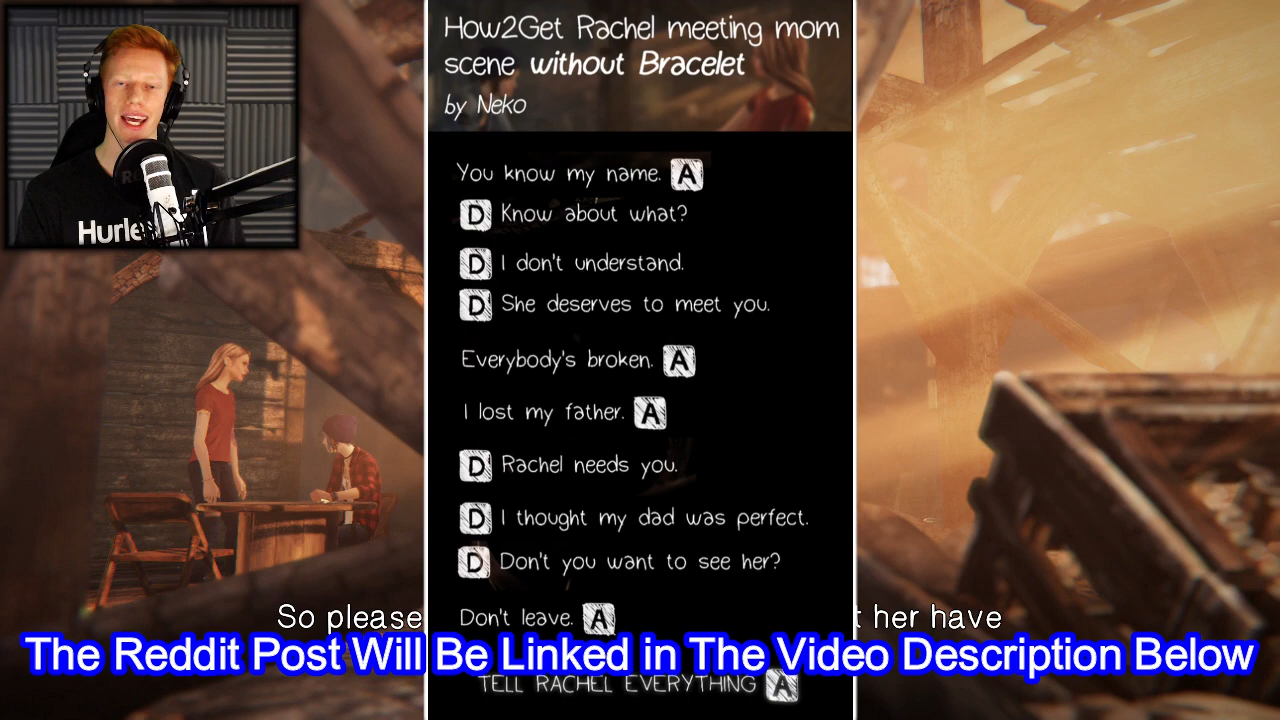 How2Get Rachel meeting mom
scene without Bracelet
by Neko
You know my name. A
D Know about what?
D I don't understand.
D She deserves to meet you.
Everybody's broken. A
I lost my father. A
D Rachel needs you.
D I thought my dad was perfect.
D Don't you want to see her?
Don't leave. A
TELL RACHEL EVERYTHING A
Hurle
So please
t her have
The Reddit Post Will Be Linked in The Video Description Below